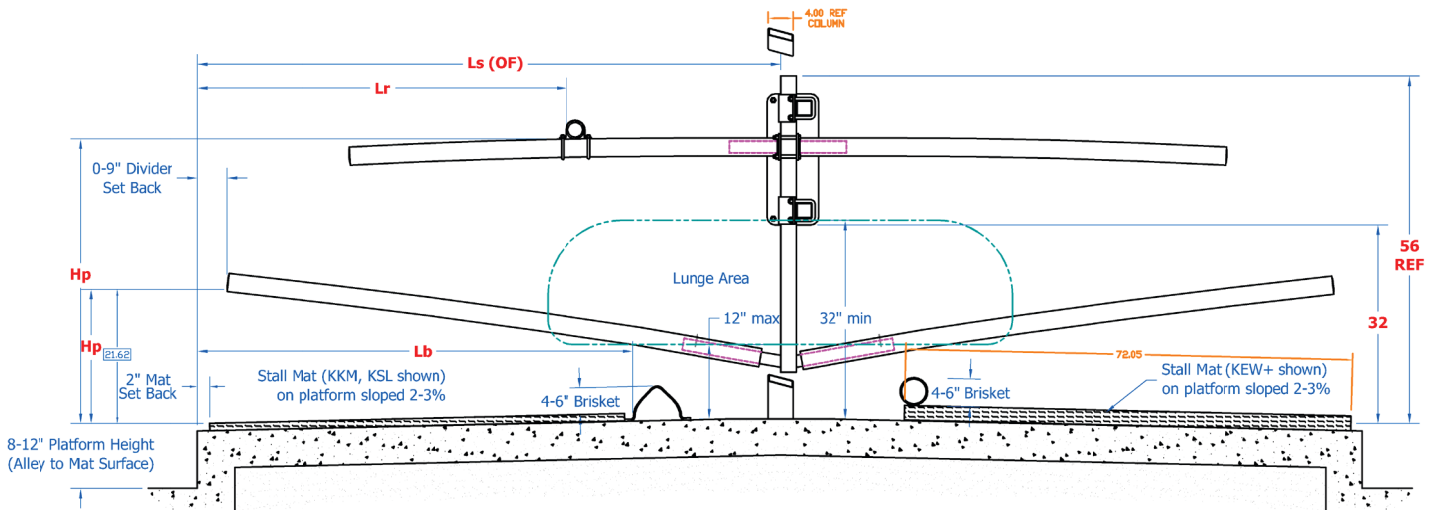 4.00 REF
COLUMN
Ls (OF)
Lr
0-9" Divider
Set Back
Hp
56
REF
Lunge Area
12" max
32" min
32
Hp
21.62
Lb
72.05
2" Mat
Set Back
Stall Mat (KKM, KSL shown)
on platform sloped 2-3%
4-6" Brisket
4-6" Brisket
Stall Mat (KEW+ shown)
on platform sloped 2-3%
8-12" Platform Height
(Alley to Mat Surface)